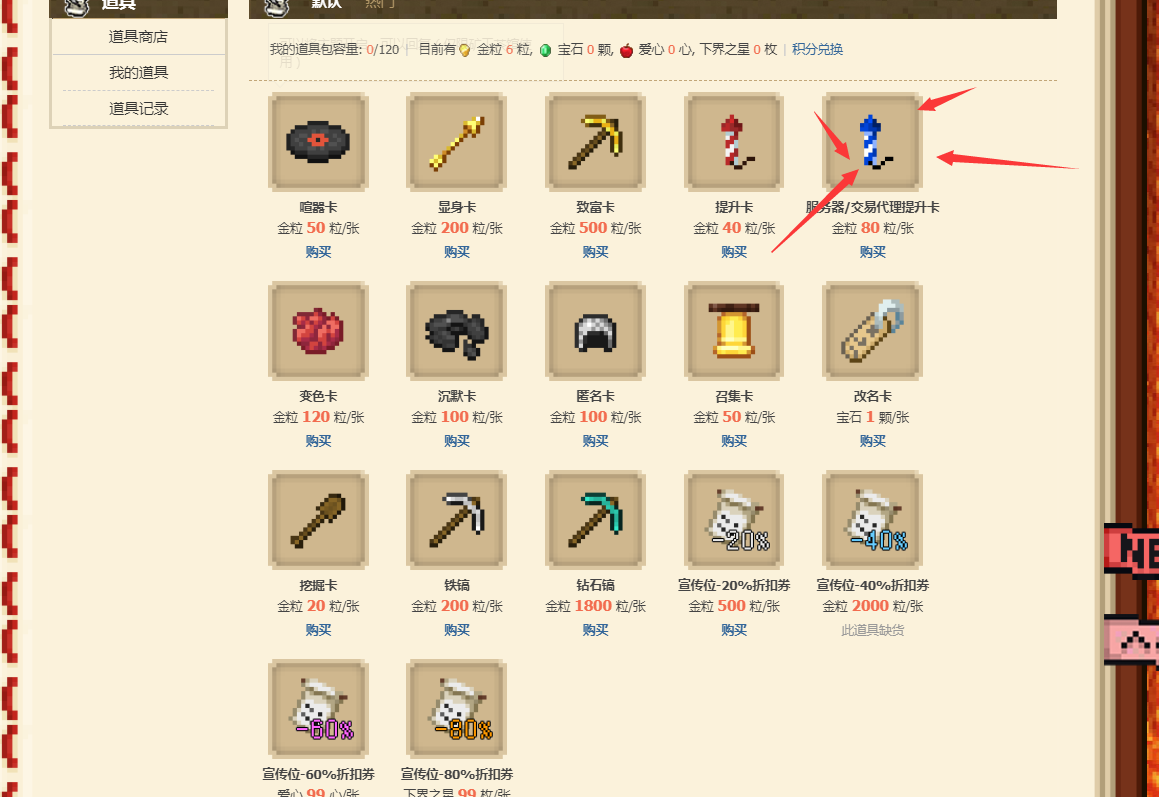 道具
默认 热门
道具商店
我的道具
道具记录
我的道具包容量: 0/120 | 目前有 金粒 6 粒, 宝石 0 颗, 爱心 0 心, 下界之星 0 枚 | 积分兑换
喧嚣卡
金粒 50 粒/张
购买
显身卡
金粒 200 粒/张
购买
致富卡
金粒 500 粒/张
购买
提升卡
金粒 40 粒/张
购买
服务器/交易代理提升卡
金粒 80 粒/张
购买
变色卡
金粒 120 粒/张
购买
沉默卡
金粒 100 粒/张
购买
匿名卡
金粒 100 粒/张
购买
召集卡
金粒 50 粒/张
购买
改名卡
宝石 1 颗/张
购买
挖掘卡
金粒 20 粒/张
购买
铁镐
金粒 200 粒/张
购买
钻石镐
金粒 1800 粒/张
购买
-20%
宣传位-20%折扣券
金粒 500 粒/张
购买
-40%
宣传位-40%折扣券
金粒 2000 粒/张
此道具缺货
-60%
宣传位-60%折扣券
爱心 99 心/张
-80%
宣传位-80%折扣券
下界之星 99 枚/张